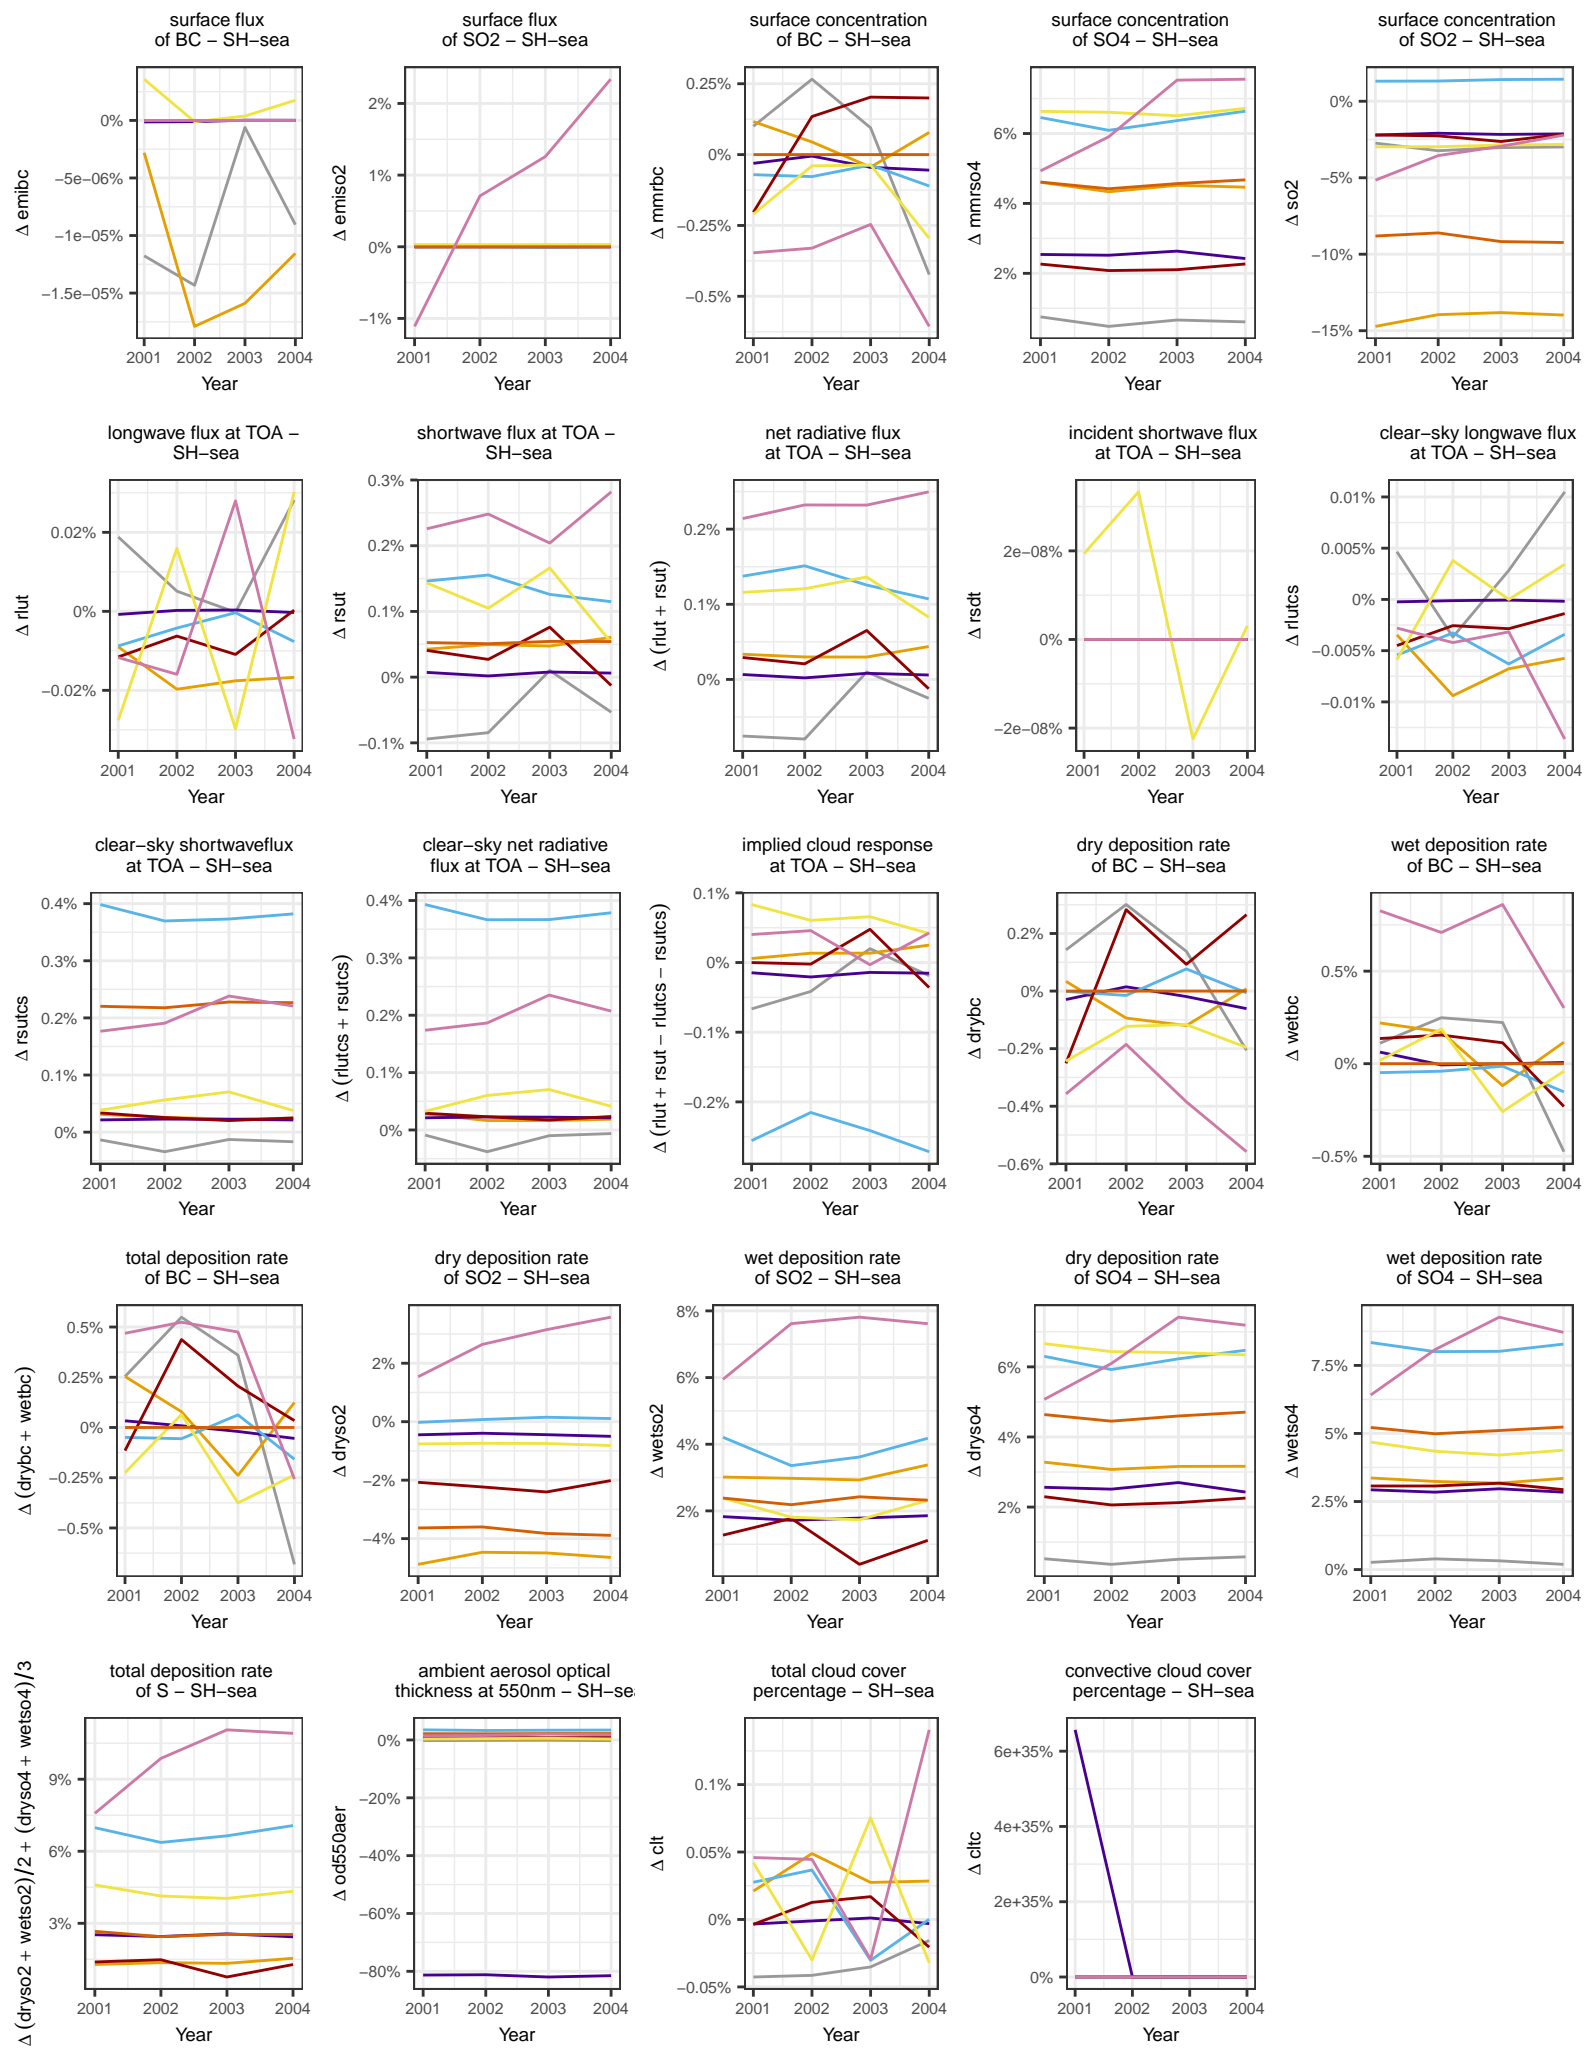 surface flux
of BC − SH−sea
Δ emibc
0%
−5e−06%
−1e−05%
−1.5e−05%
2001 2002 2003 2004
Year
surface flux
of SO2 − SH−sea
Δ emiso2
2%
1%
0%
−1%
2001 2002 2003 2004
Year
surface concentration
of BC − SH−sea
Δ mmrbc
0.25%
0%
−0.25%
−0.5%
2001 2002 2003 2004
Year
surface concentration
of SO4 − SH−sea
Δ mmrso4
6%
4%
2%
2001 2002 2003 2004
Year
surface concentration
of SO2 − SH−sea
Δ so2
0%
−5%
−10%
−15%
2001 2002 2003 2004
Year
longwave flux at TOA −
SH−sea
Δ rlut
0.02%
0%
−0.02%
2001 2002 2003 2004
Year
shortwave flux at TOA −
SH−sea
Δ rsut
0.3%
0.2%
0.1%
0%
−0.1%
2001 2002 2003 2004
Year
net radiative flux
at TOA − SH−sea
Δ (rlut + rsut)
0.2%
0.1%
0%
2001 2002 2003 2004
Year
incident shortwave flux
at TOA − SH−sea
Δ rsdt
2e−08%
0%
−2e−08%
2001 2002 2003 2004
Year
clear−sky longwave flux
at TOA − SH−sea
Δ rlutcs
0.01%
0.005%
0%
−0.005%
−0.01%
2001 2002 2003 2004
Year
clear−sky shortwaveflux
at TOA − SH−sea
Δ rsutcs
0.4%
0.3%
0.2%
0.1%
0%
2001 2002 2003 2004
Year
clear−sky net radiative
flux at TOA − SH−sea
Δ (rlutcs + rsutcs)
0.4%
0.3%
0.2%
0.1%
0%
2001 2002 2003 2004
Year
implied cloud response
at TOA − SH−sea
Δ (rlut + rsut − rlutcs − rsutcs)
0.1%
0%
−0.1%
−0.2%
2001 2002 2003 2004
Year
dry deposition rate
of BC − SH−sea
Δ drybc
0.2%
0%
−0.2%
−0.4%
−0.6%
2001 2002 2003 2004
Year
wet deposition rate
of BC − SH−sea
Δ wetbc
0.5%
0%
−0.5%
2001 2002 2003 2004
Year
total deposition rate
of BC − SH−sea
Δ (drybc + wetbc)
0.5%
0.25%
0%
−0.25%
−0.5%
2001 2002 2003 2004
Year
dry deposition rate
of SO2 − SH−sea
Δ dryso2
2%
0%
−2%
−4%
2001 2002 2003 2004
Year
wet deposition rate
of SO2 − SH−sea
Δ wetso2
8%
6%
4%
2%
2001 2002 2003 2004
Year
dry deposition rate
of SO4 − SH−sea
Δ dryso4
6%
4%
2%
2001 2002 2003 2004
Year
wet deposition rate
of SO4 − SH−sea
Δ wetso4
7.5%
5%
2.5%
0%
2001 2002 2003 2004
Year
total deposition rate
of S − SH−sea
Δ (dryso2 + wetso2)/2 + (dryso4 + wetso4)/3
9%
6%
3%
2001 2002 2003 2004
Year
ambient aerosol optical
thickness at 550nm − SH−sea
Δ od550aer
0%
−20%
−40%
−60%
−80%
2001 2002 2003 2004
Year
total cloud cover
percentage − SH−sea
Δ clt
0.1%
0.05%
0%
−0.05%
2001 2002 2003 2004
Year
convective cloud cover
percentage − SH−sea
Δ cltc
6e+35%
4e+35%
2e+35%
0%
2001 2002 2003 2004
Year